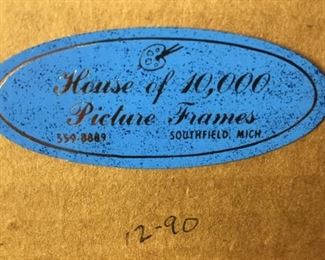 House of 10,000
Picture Frames
559-8889 SOUTHFIELD, MICH.
12-90